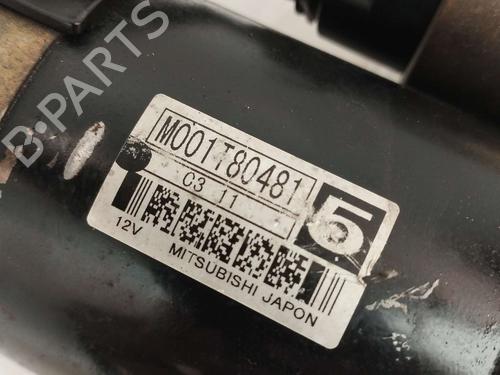 B-PARTS
M001T80481
C3 11
5
12V MITSUBISHI JAPON